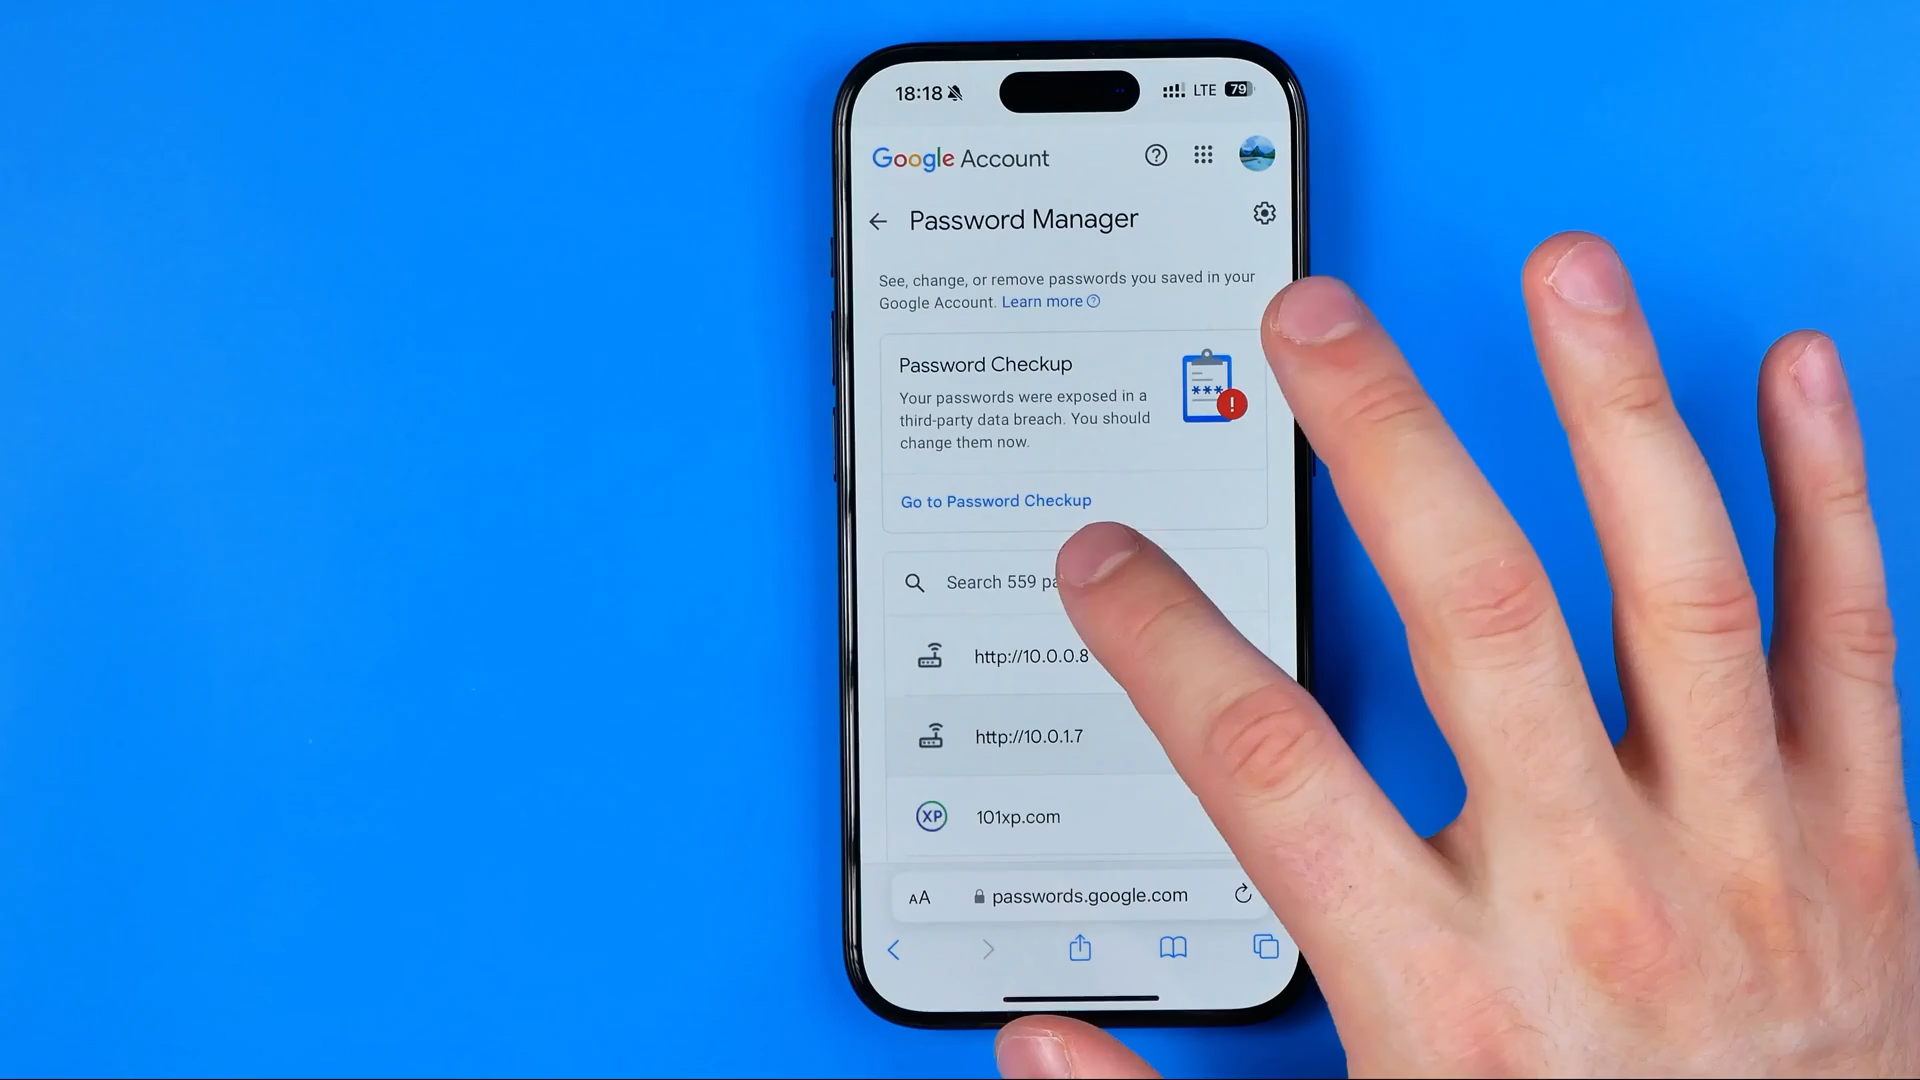 18:18 LTE 79
Google Account
Password Manager
See, change, or remove passwords you saved in your
Google Account. Learn more
Password Checkup
Your passwords were exposed in a
third-party data breach. You should
change them now.
***
Go to Password Checkup
Search 559
http://10.0.0.8
http://10.0.1.7
XP 101xp.com
AA passwords.google.com